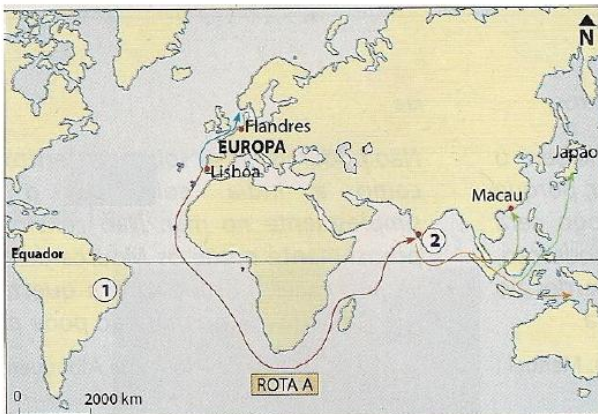 N
Flandres
EUROPA
Lisboa
Japão
Macau
Equador
2
1
ROTA A
0 2000 km